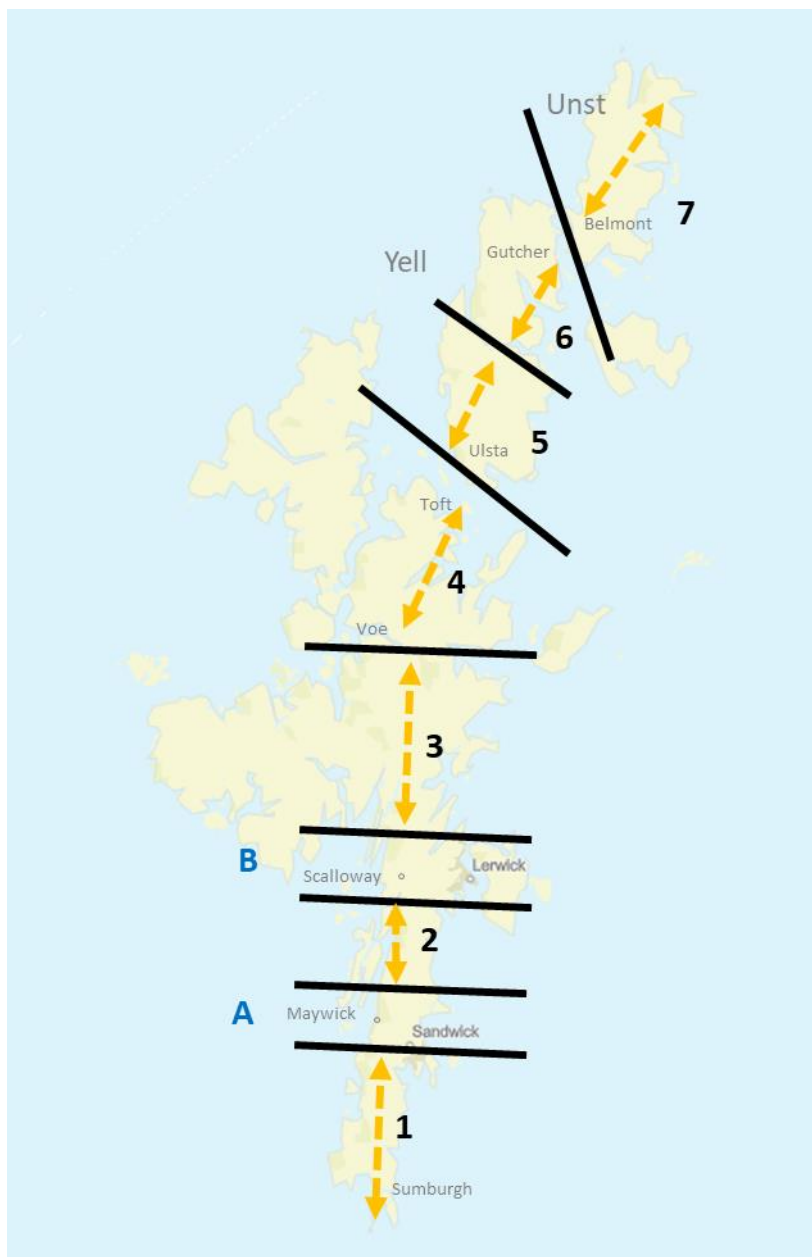 Unst
7
Belmont
Gutcher
Yell
6
5
Ulsta
Toft
4
Voe
3
B
Lerwick
Scalloway
2
A
Maywick
Sandwick
1
Sumburgh